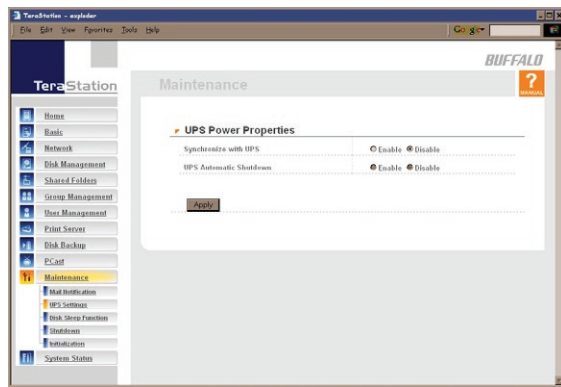 TeraStation - exploder
File Edit View Favorites Tools Help
Google
BUFFALO
TeraStation
Maintenance
?
MANUAL
Home
Basic
Network
Disk Management
Shared Folders
Group Management
User Management
Print Server
Disk Backup
PCast
Maintenance
Mail Notification
UPS Settings
Disk Sleep Function
Shutdown
Initialization
System Status
UPS Power Properties
Synchronize with UPS
Enable Disable
UPS Automatic Shutdown
Enable Disable
Apply